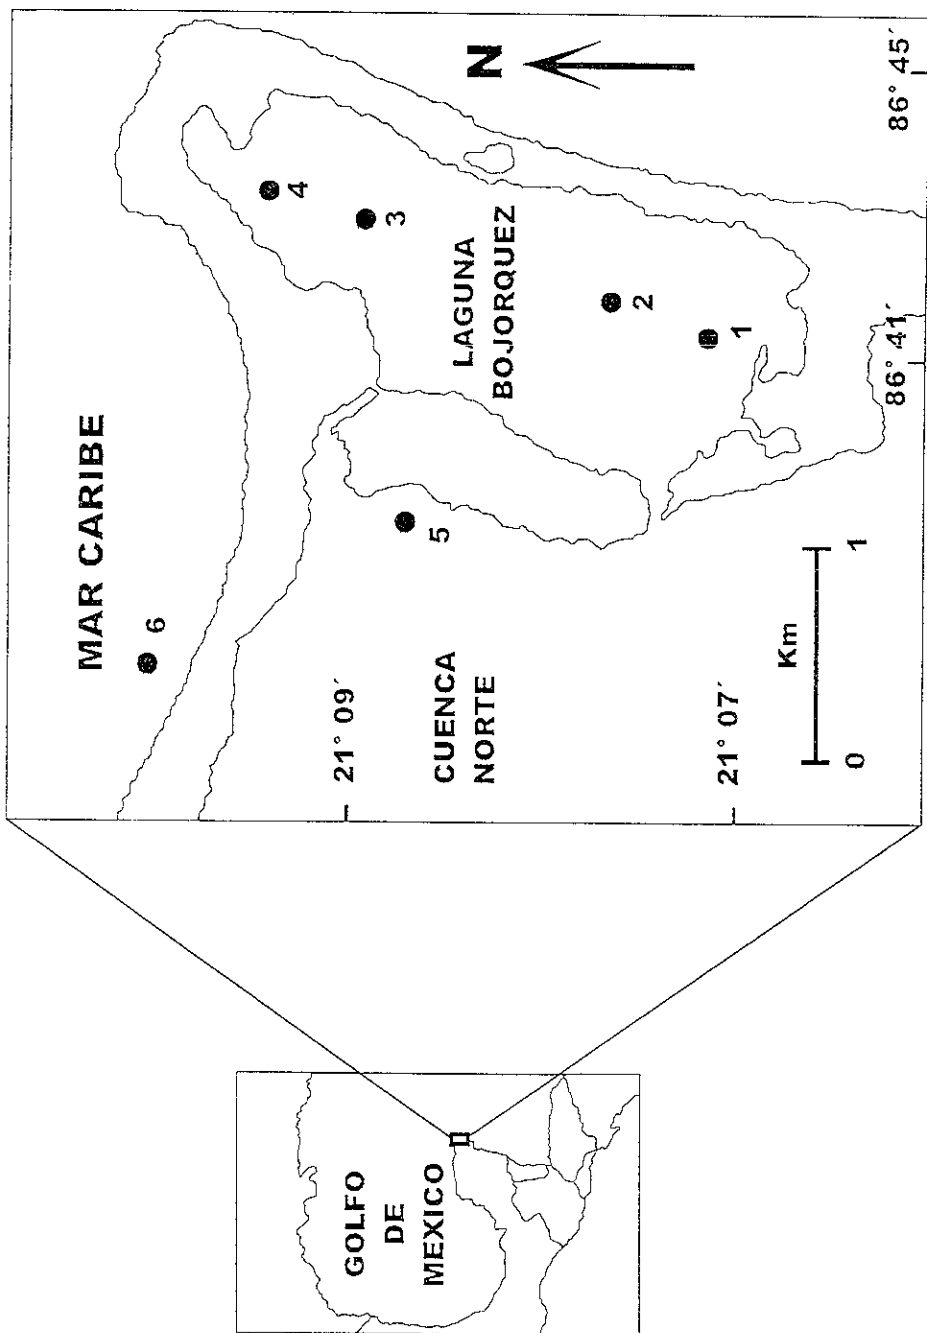 MAR CARIBE
6
N
4
3
LAGUNA
BOJORQUEZ
2
1
5
CUENCA
NORTE
21° 09´
21° 07´
Km
0 1
86° 41´
86° 45´
GOLFO
DE
MEXICO